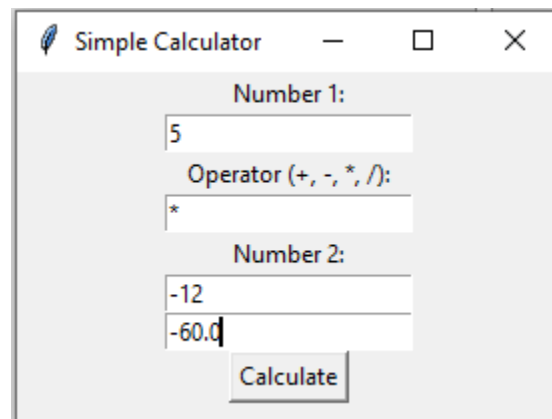 Simple Calculator
Number 1:
5
Operator (+, -, *, /):
*
Number 2:
-12
-60.0
Calculate